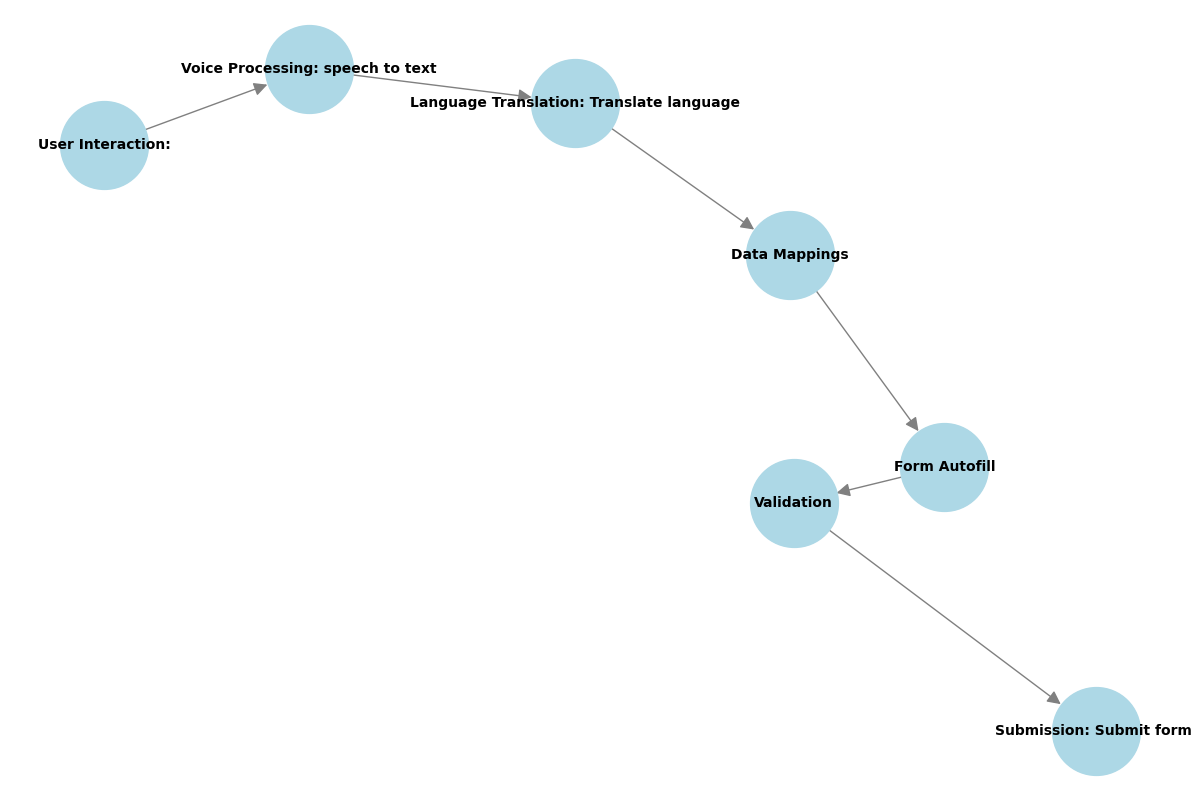 Voice Processing: speech to text
Language Translation: Translate language
User Interaction:
Data Mappings
Form Autofill
Validation
Submission: Submit form